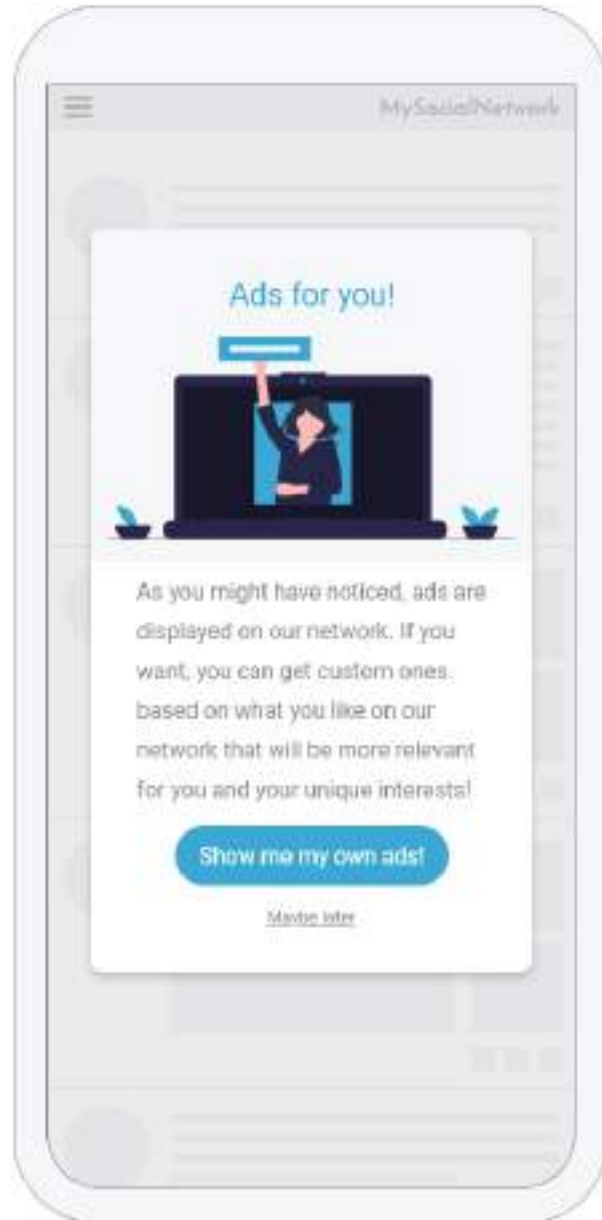 MySocialNetwork
Ads for you!
As you might have noticed, ads are
displayed on our network. If you
want, you can get custom ones,
based on what you like on our
network that will be more relevant
for you and your unique interests!
Show me my own ads!
Maybe later